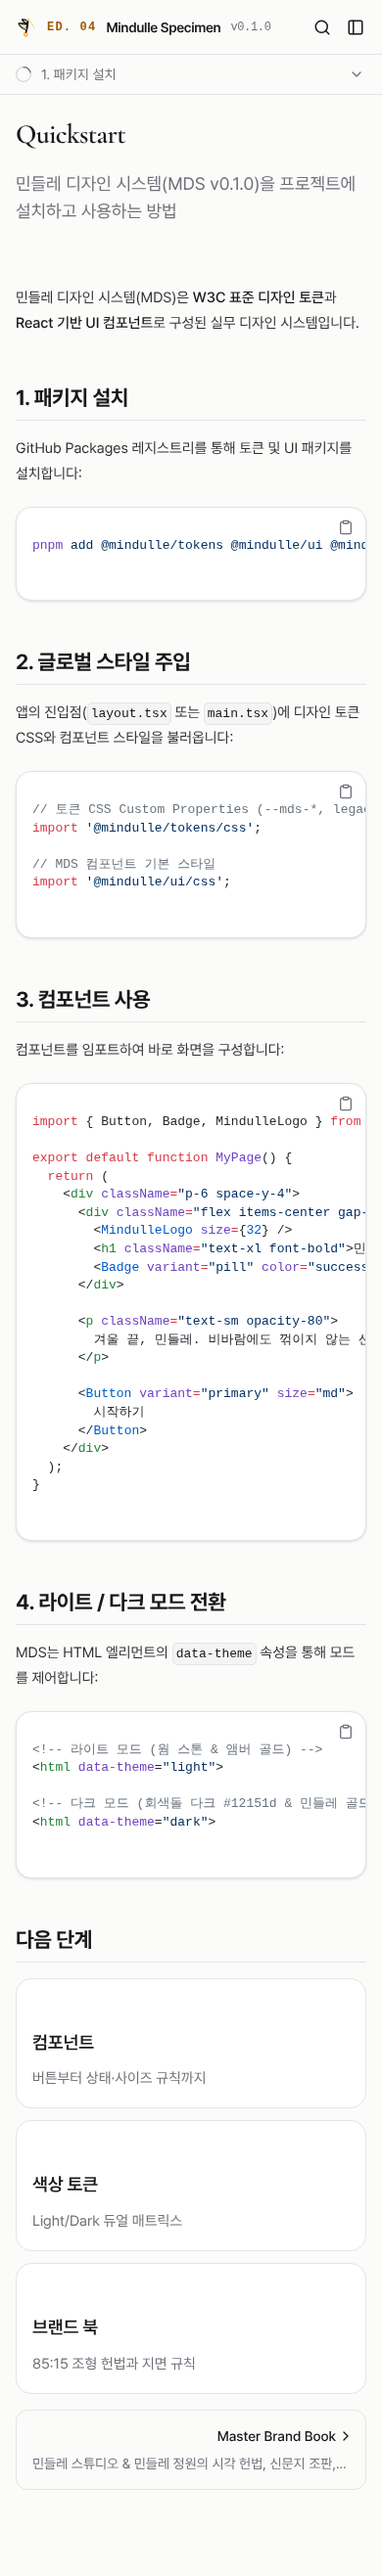 ED. 04 Mindulle Specimen v0.1.0
1. 패키지 설치
Quickstart
민들레 디자인 시스템(MDS v0.1.0)을 프로젝트에
설치하고 사용하는 방법
민들레 디자인 시스템(MDS)은 W3C 표준 디자인 토큰과
React 기반 UI 컴포넌트로 구성된 실무 디자인 시스템입니다.
1. 패키지 설치
GitHub Packages 레지스트리를 통해 토큰 및 UI 패키지를
설치합니다:
pnpm add @mindulle/tokens @mindulle/ui @mind
2. 글로벌 스타일 주입
앱의 진입점(layout.tsx 또는 main.tsx)에 디자인 토큰
CSS와 컴포넌트 스타일을 불러옵니다:
// 토큰 CSS Custom Properties (--mds-*, legac
import '@mindulle/tokens/css';
// MDS 컴포넌트 기본 스타일
import '@mindulle/ui/css';
3. 컴포넌트 사용
컴포넌트를 임포트하여 바로 화면을 구성합니다:
import { Button, Badge, MindulleLogo } from
export default function MyPage() {
return (
<div className="p-6 space-y-4">
<div className="flex items-center gap-
<MindulleLogo size={32} />
<h1 className="text-xl font-bold">민
<Badge variant="pill" color="success
</div>
<p className="text-sm opacity-80">
겨울 끝, 민들레. 비바람에도 꺾이지 않는
</p>
<Button variant="primary" size="md">
시작하기
</Button>
</div>
);
}
4. 라이트 / 다크 모드 전환
MDS는 HTML 엘리먼트의 data-theme 속성을 통해 모드
를 제어합니다:
<!-- 라이트 모드 (웜 스톤 & 앰버 골드) -->
<html data-theme="light">
<!-- 다크 모드 (회색돌 다크 #12151d & 민들레 골드
<html data-theme="dark">
다음 단계
컴포넌트
버튼부터 상태·사이즈 규칙까지
색상 토큰
Light/Dark 듀얼 매트릭스
브랜드 북
85:15 조형 헌법과 지면 규칙
Master Brand Book
민들레 스튜디오 & 민들레 정원의 시각 헌법, 신문지 조판,...